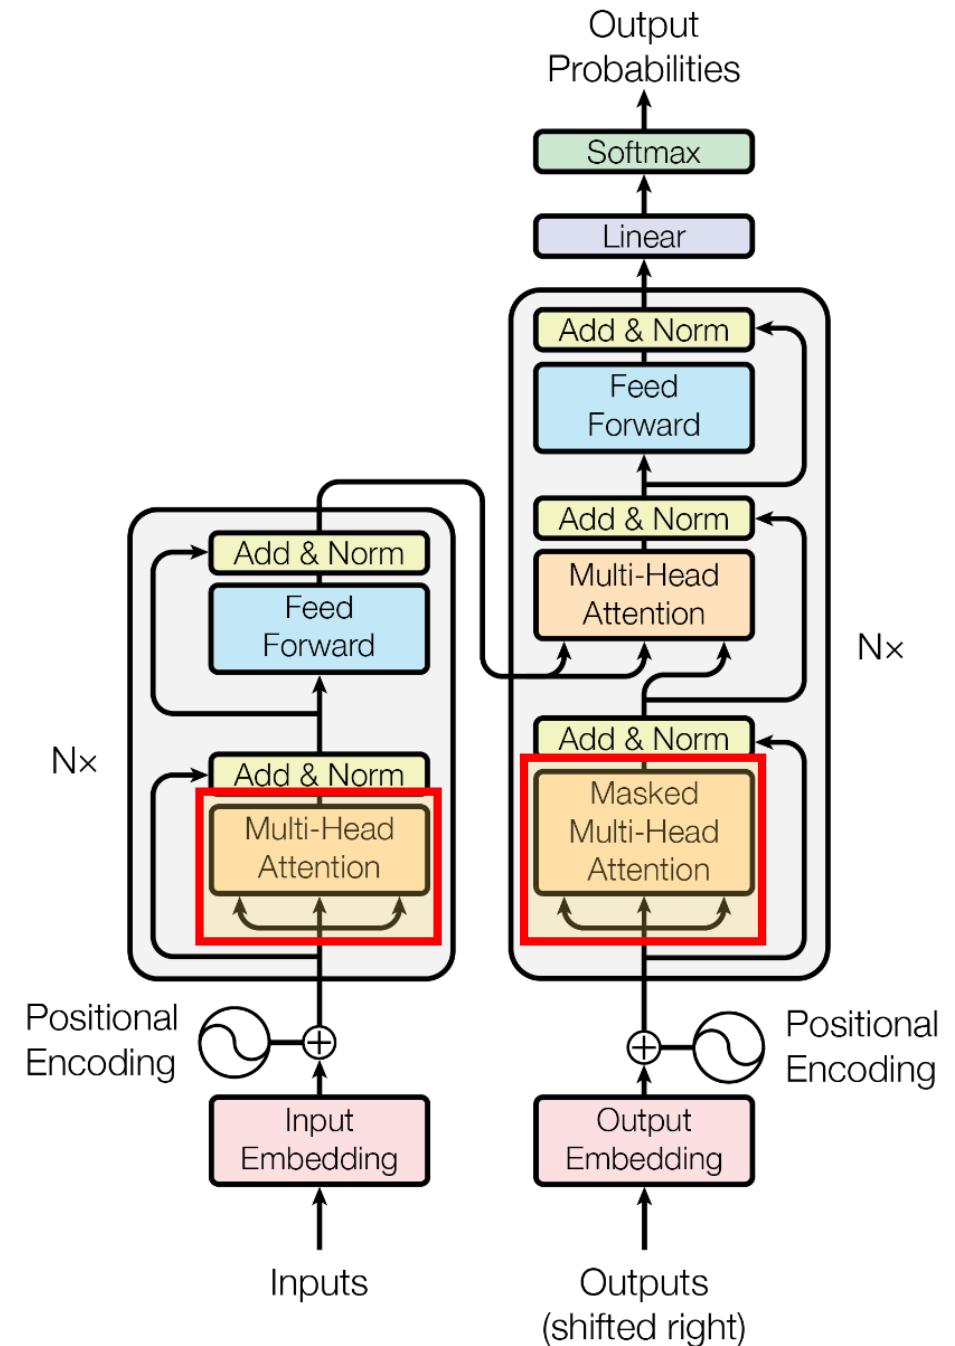 Output
Probabilities
Softmax
Linear
Add & Norm
Feed
Forward
Add & Norm
Multi-Head
Attention
N×
Add & Norm
Masked
Multi-Head
Attention
Add & Norm
Feed
Forward
N×
Add & Norm
Multi-Head
Attention
Positional
Encoding
Positional
Encoding
Input
Embedding
Output
Embedding
Inputs
Outputs
(shifted right)